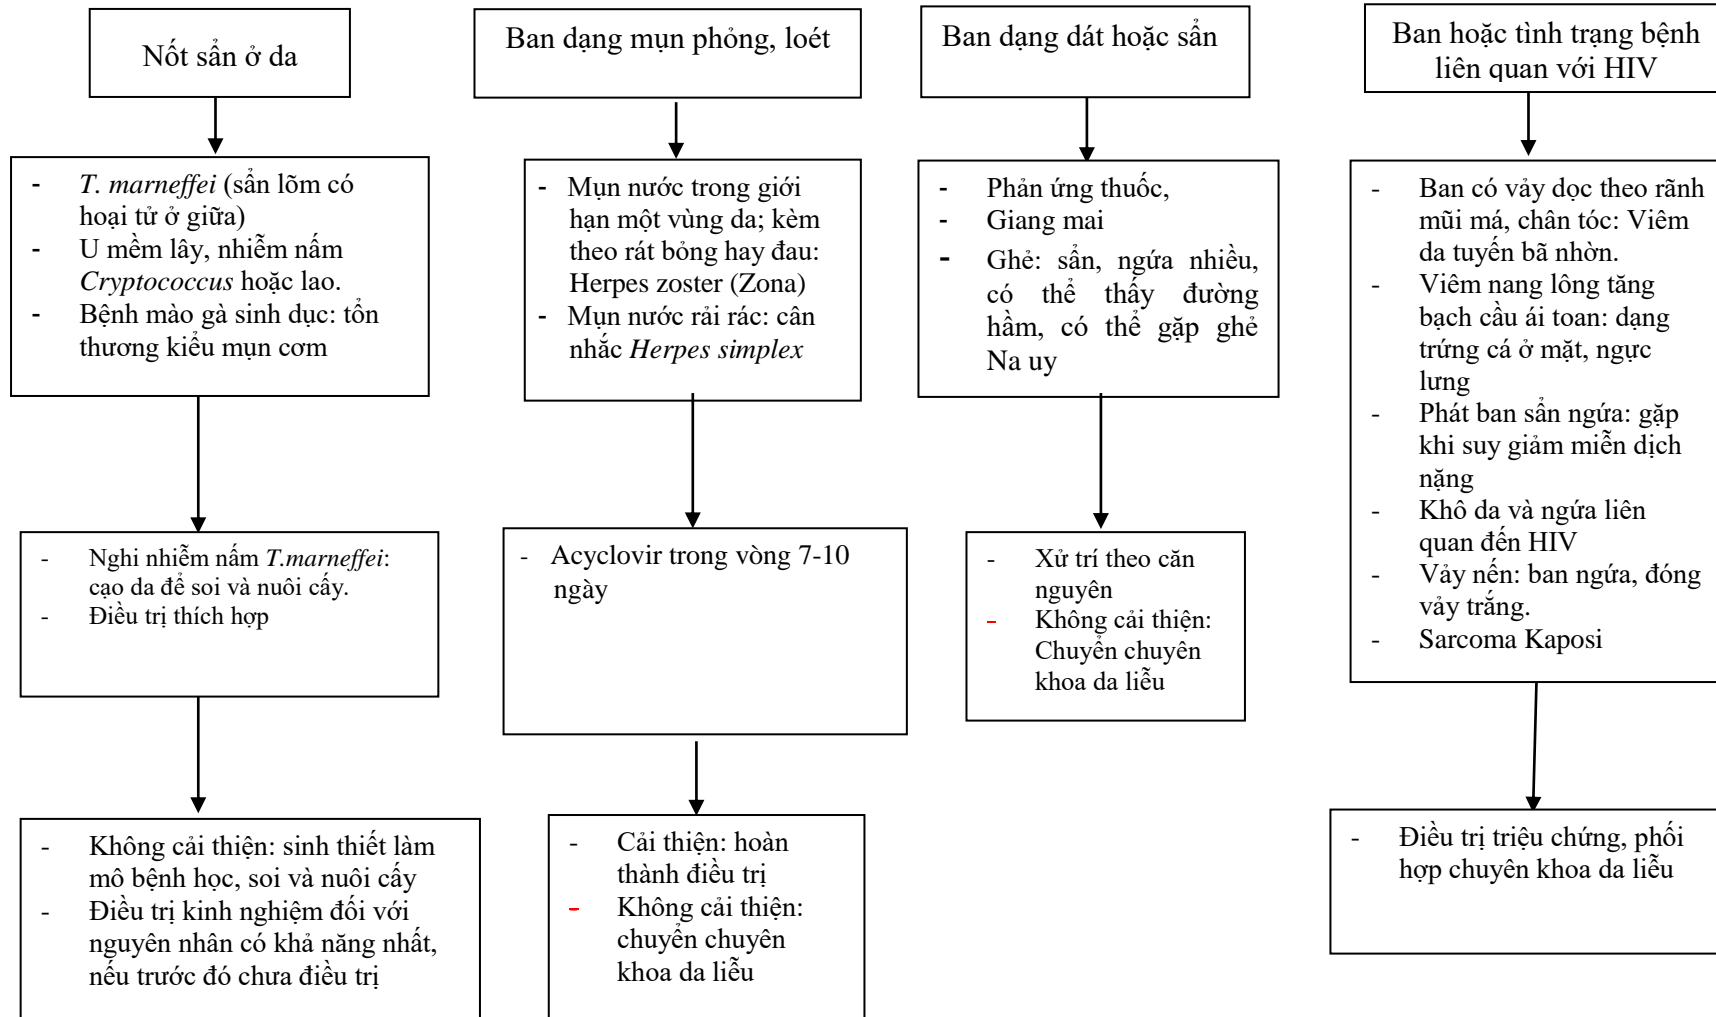 Nốt sẩn ở da
- T. marneffei (sẩn lõm có
hoại tử ở giữa)
- U mềm lây, nhiễm nấm
Cryptococcus hoặc lao.
- Bệnh mào gà sinh dục: tổn
thương kiểu mụn cơm
- Nghi nhiễm nấm T.marneffei:
cạo da để soi và nuôi cấy.
- Điều trị thích hợp
- Không cải thiện: sinh thiết làm
mô bệnh học, soi và nuôi cấy
- Điều trị kinh nghiệm đối với
nguyên nhân có khả năng nhất,
nếu trước đó chưa điều trị
Ban dạng mụn phỏng, loét
- Mụn nước trong giới
hạn một vùng da; kèm
theo rát bỏng hay đau:
Herpes zoster (Zona)
- Mụn nước rải rác: cân
nhắc Herpes simplex
- Acyclovir trong vòng 7-10
ngày
- Cải thiện: hoàn
thành điều trị
- Không cải thiện:
chuyển chuyên
khoa da liễu
Ban dạng dát hoặc sẩn
- Phản ứng thuốc,
- Giang mai
- Ghẻ: sẩn, ngứa nhiều,
có thể thấy đường
hầm, có thể gặp ghẻ
Na uy
- Xử trí theo căn
nguyên
- Không cải thiện:
Chuyển chuyên
khoa da liễu
Ban hoặc tình trạng bệnh
liên quan với HIV
- Ban có vảy dọc theo rãnh
mũi má, chân tóc: Viêm
da tuyến bã nhờn.
- Viêm nang lông tăng
bạch cầu ái toan: dạng
trứng cá ở mặt, ngực
lưng
- Phát ban sẩn ngứa: gặp
khi suy giảm miễn dịch
nặng
- Khô da và ngứa liên
quan đến HIV
- Vảy nến: ban ngứa, đóng
vảy trắng.
- Sarcoma Kaposi
- Điều trị triệu chứng, phối
hợp chuyên khoa da liễu